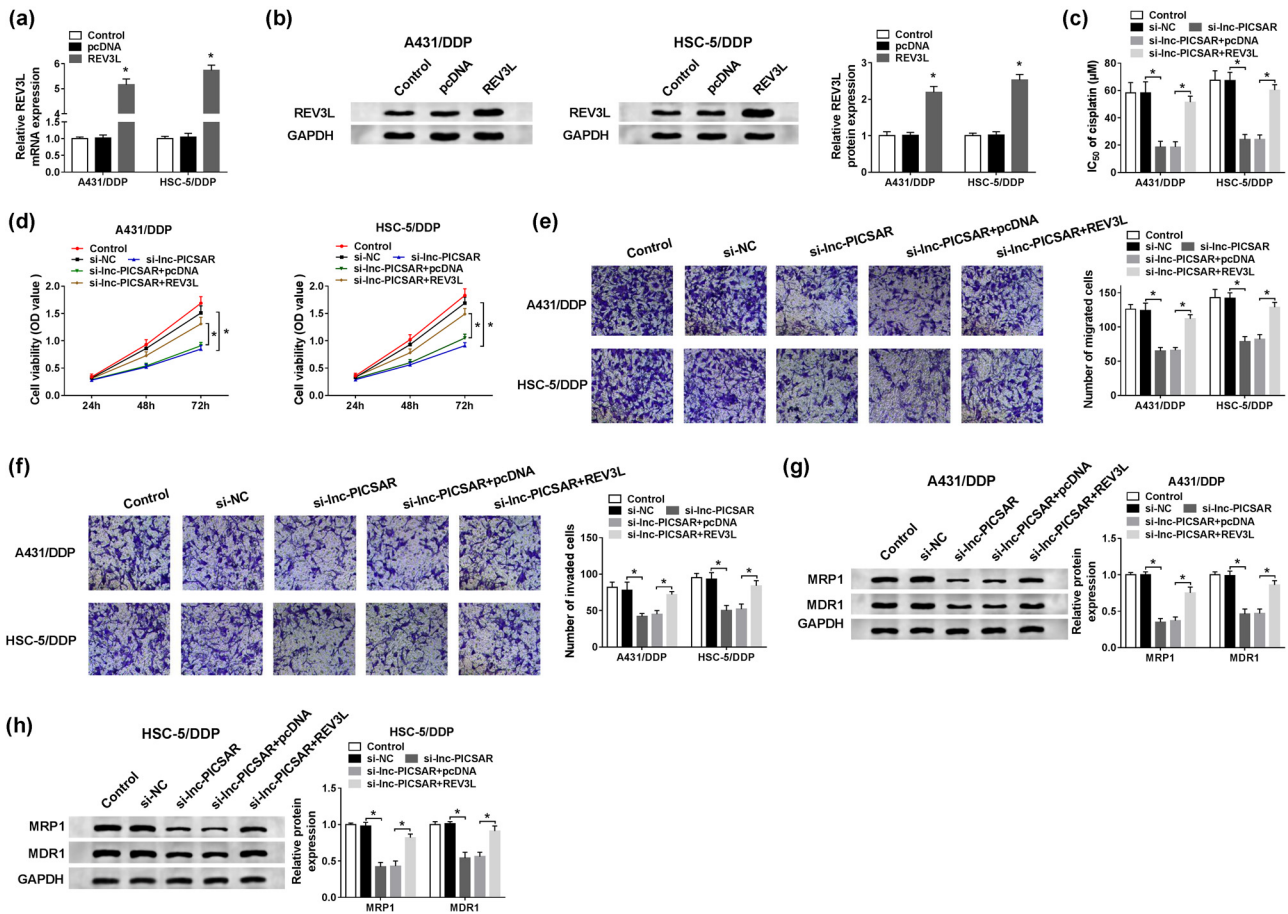 (a)
Control
pcDNA
REV3L
Relative REV3L
mRNA expression
6
5
4
1.5
1.0
0.5
0.0
*
*
A431/DDP
HSC-5/DDP
(b)
A431/DDP
Control
pcDNA
REV3L
REV3L
GAPDH
HSC-5/DDP
Control
pcDNA
REV3L
REV3L
GAPDH
Control
pcDNA
REV3L
Relative REV3L
protein expression
3
2
1
0
*
*
A431/DDP
HSC-5/DDP
(c)
Control
si-NC
si-lnc-PICSAR
si-lnc-PICSAR+pcDNA
si-lnc-PICSAR+REV3L
IC50 of cisplatin (μM)
80
60
40
20
0
*
*
*
*
A431/DDP
HSC-5/DDP
(d)
A431/DDP
Control
si-NC
si-lnc-PICSAR
si-lnc-PICSAR+pcDNA
si-lnc-PICSAR+REV3L
Cell viability (OD value)
2.0
1.5
1.0
0.5
0.0
24h
48h
72h
*
*
HSC-5/DDP
Control
si-NC
si-lnc-PICSAR
si-lnc-PICSAR+pcDNA
si-lnc-PICSAR+REV3L
Cell viability (OD value)
2.0
1.5
1.0
0.5
0.0
24h
48h
72h
*
*
(e)
Control
si-NC
si-lnc-PICSAR
si-lnc-PICSAR+pcDNA
si-lnc-PICSAR+REV3L
A431/DDP
HSC-5/DDP
Control
si-NC
si-lnc-PICSAR
si-lnc-PICSAR+pcDNA
si-lnc-PICSAR+REV3L
Number of migrated cells
150
100
50
0
*
*
*
*
A431/DDP
HSC-5/DDP
(f)
Control
si-NC
si-lnc-PICSAR
si-lnc-PICSAR+pcDNA
si-lnc-PICSAR+REV3L
A431/DDP
HSC-5/DDP
Control
si-NC
si-lnc-PICSAR
si-lnc-PICSAR+pcDNA
si-lnc-PICSAR+REV3L
Number of invaded cells
150
100
50
0
*
*
*
*
A431/DDP
HSC-5/DDP
(g)
A431/DDP
Control
si-NC
si-lnc-PICSAR
si-lnc-PICSAR+pcDNA
si-lnc-PICSAR+REV3L
MRP1
MDR1
GAPDH
A431/DDP
Control
si-NC
si-lnc-PICSAR
si-lnc-PICSAR+pcDNA
si-lnc-PICSAR+REV3L
Relative protein
expression
1.5
1.0
0.5
0.0
*
*
*
*
MRP1
MDR1
(h)
HSC-5/DDP
Control
si-NC
si-lnc-PICSAR
si-lnc-PICSAR+pcDNA
si-lnc-PICSAR+REV3L
MRP1
MDR1
GAPDH
HSC-5/DDP
Control
si-NC
si-lnc-PICSAR
si-lnc-PICSAR+pcDNA
si-lnc-PICSAR+REV3L
Relative protein
expression
1.5
1.0
0.5
0.0
*
*
*
*
MRP1
MDR1